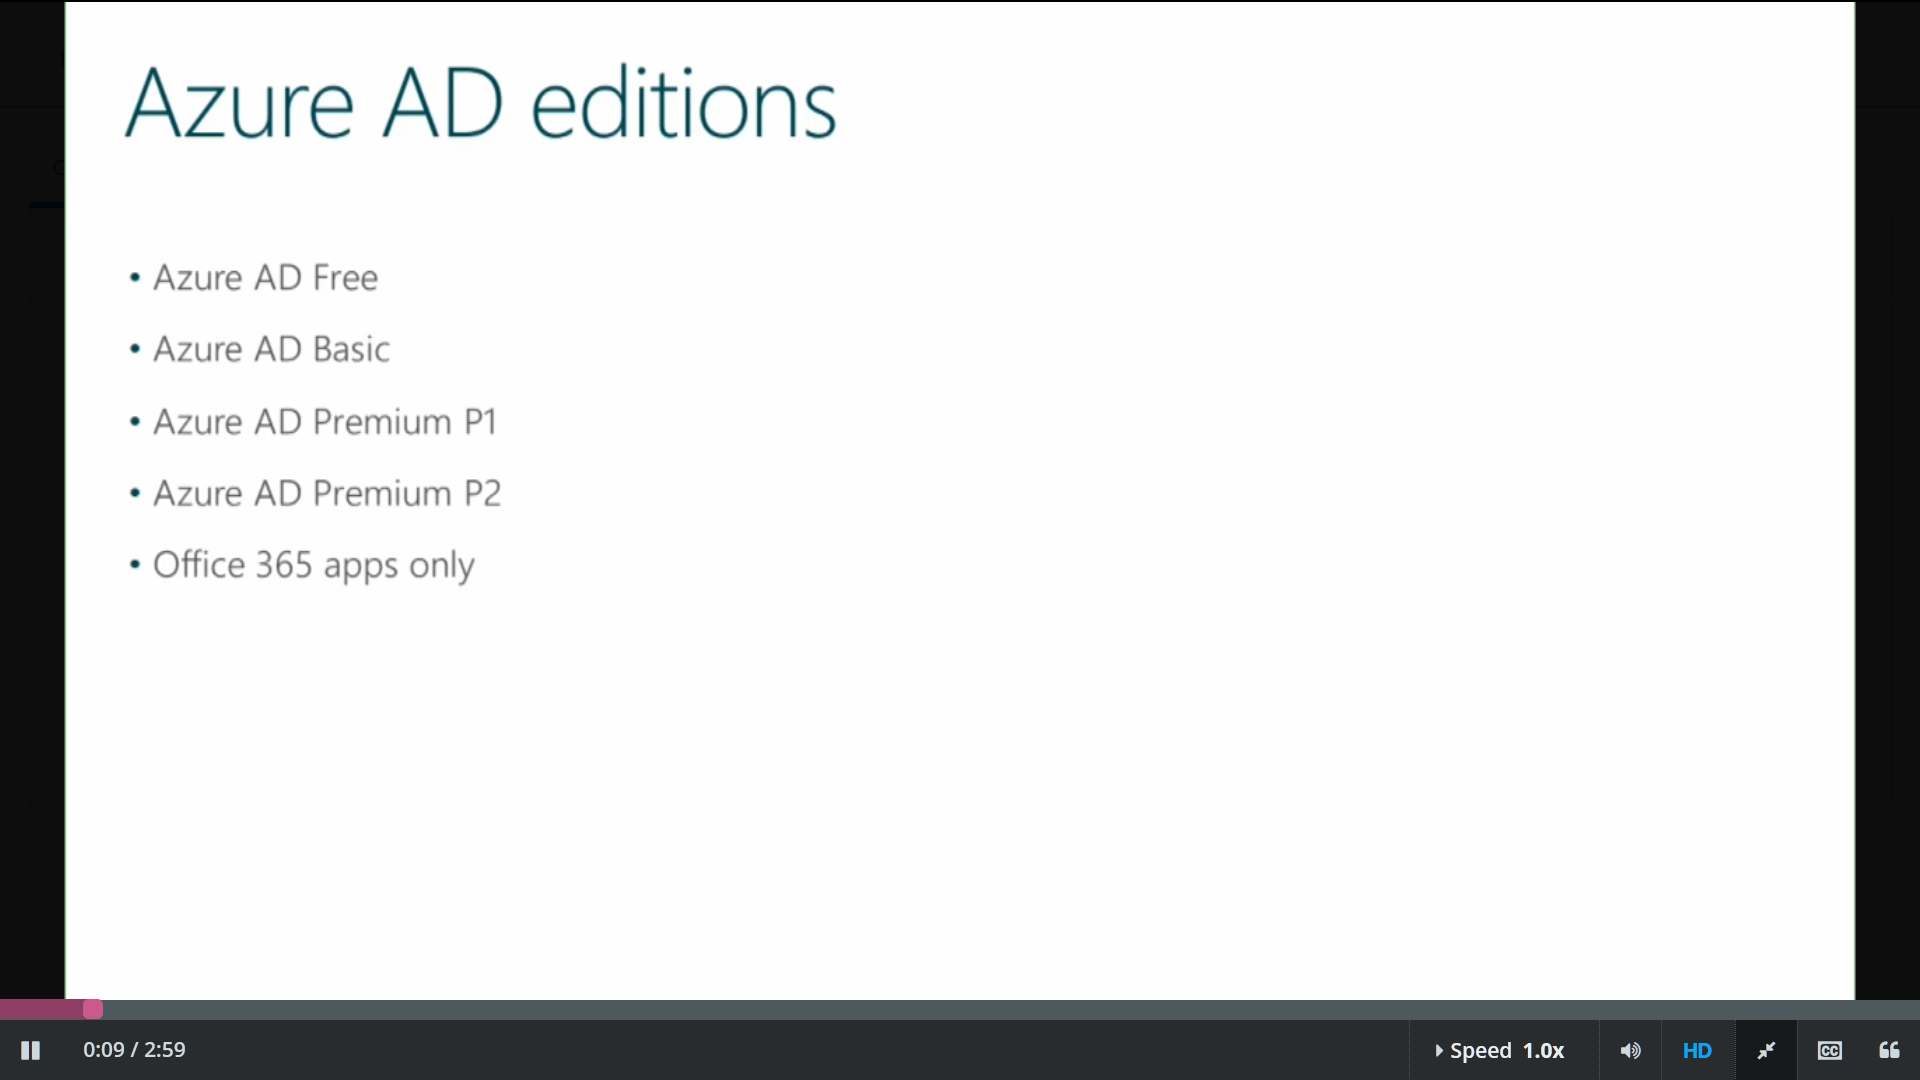 Azure AD editions
• Azure AD Free
• Azure AD Basic
• Azure AD Premium P1
• Azure AD Premium P2
• Office 365 apps only
0:09 / 2:59
Speed 1.0x
HD
CC